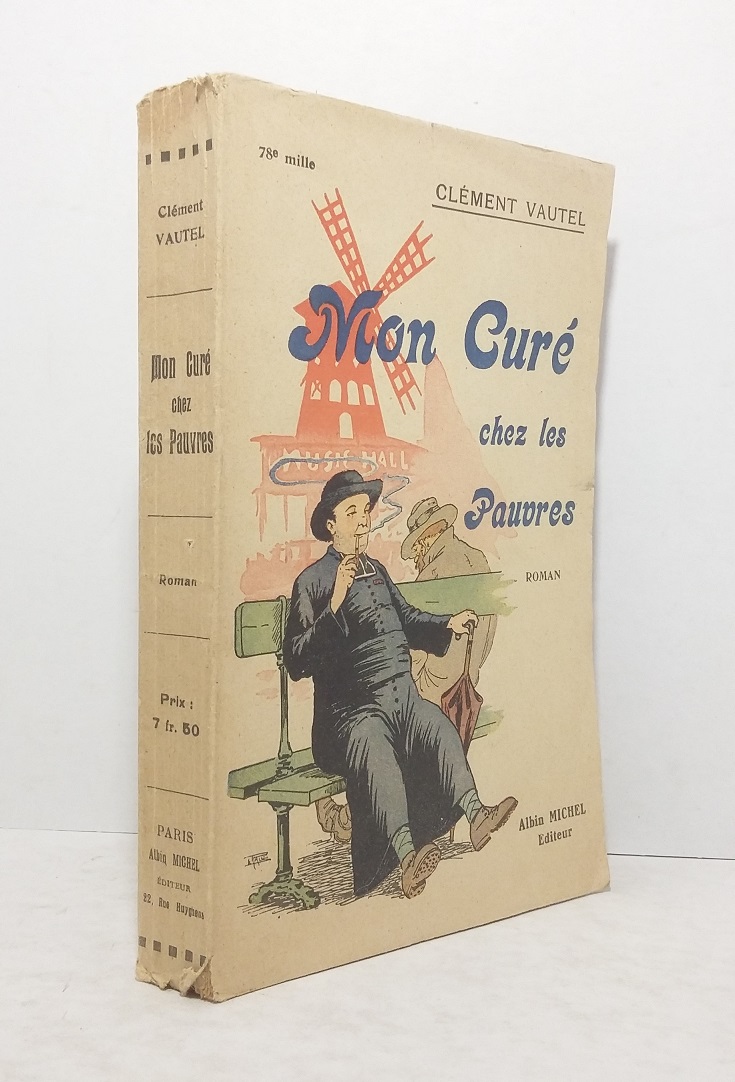 Clément
VAUTEL
Mon Curé
chez
les Pauvres
Roman
Prix :
7 fr. 50
PARIS
Albin MICHEL
ÉDITEUR
22, Rue Huyghens
78e mille
CLÉMENT VAUTEL
Mon Curé
chez les
Pauvres
ROMAN
MUSIC HALL
Albin MICHEL
Editeur